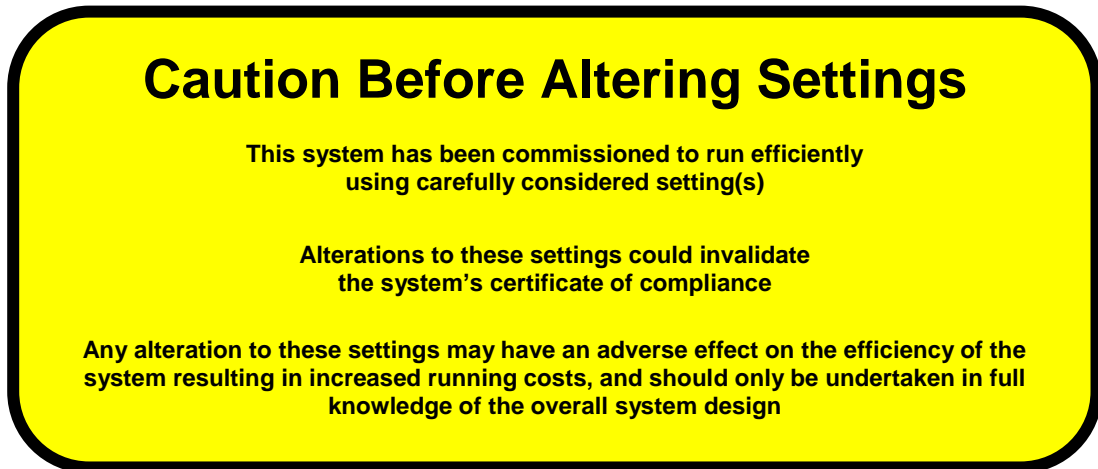 Caution Before Altering Settings
This system has been commissioned to run efficiently
using carefully considered setting(s)
Alterations to these settings could invalidate
the system’s certificate of compliance
Any alteration to these settings may have an adverse effect on the efficiency of the
system resulting in increased running costs, and should only be undertaken in full
knowledge of the overall system design